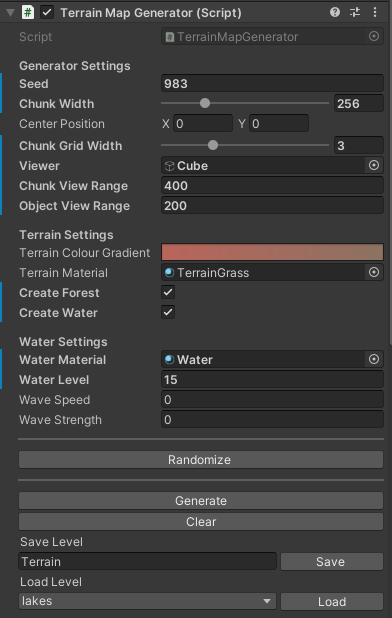 Terrain Map Generator (Script)
Script TerrainMapGenerator
Generator Settings
Seed 983
Chunk Width 256
Center Position X 0 Y 0
Chunk Grid Width 3
Viewer Cube
Chunk View Range 400
Object View Range 200
Terrain Settings
Terrain Colour Gradient
Terrain Material TerrainGrass
Create Forest
Create Water
Water Settings
Water Material Water
Water Level 15
Wave Speed 0
Wave Strength 0
Randomize
Generate
Clear
Save Level
Terrain Save
Load Level
lakes Load